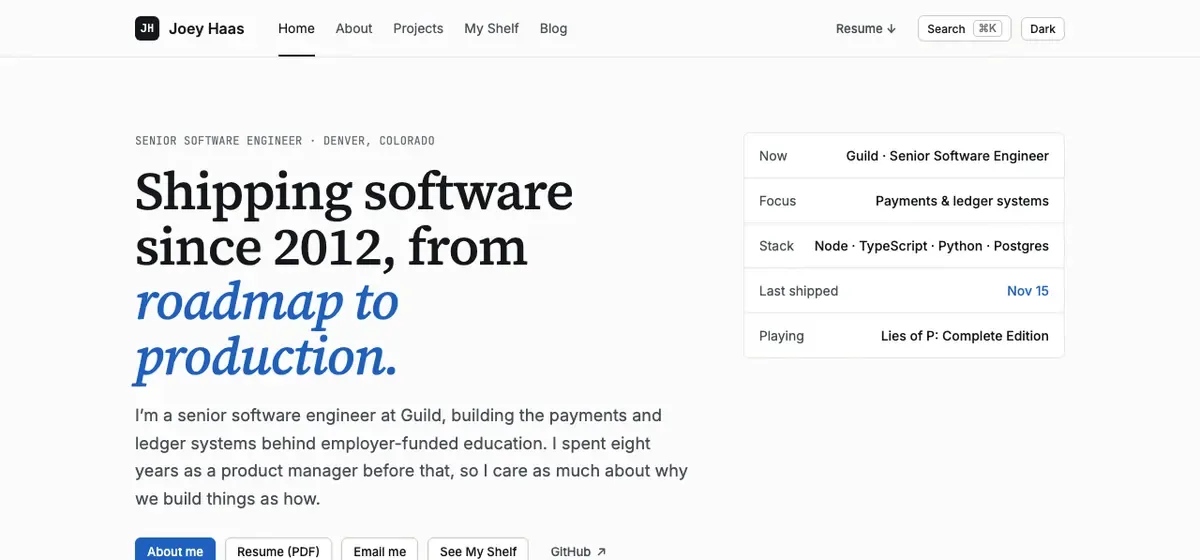 JH Joey Haas Home About Projects My Shelf Blog Resume ↓ Search ⌘K Dark
SENIOR SOFTWARE ENGINEER · DENVER, COLORADO
Shipping software
since 2012, from
roadmap to
production.
I’m a senior software engineer at Guild, building the payments and
ledger systems behind employer-funded education. I spent eight
years as a product manager before that, so I care as much about why
we build things as how.
About me Resume (PDF) Email me See My Shelf GitHub ↗
Now Guild · Senior Software Engineer
Focus Payments & ledger systems
Stack Node · TypeScript · Python · Postgres
Last shipped Nov 15
Playing Lies of P: Complete Edition